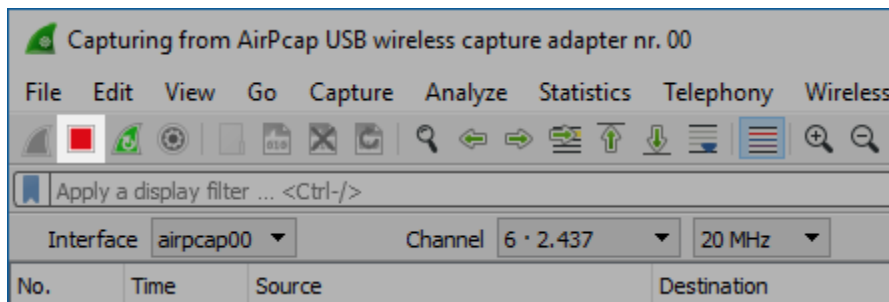 Capturing from AirPcap USB wireless capture adapter nr. 00
File Edit View Go Capture Analyze Statistics Telephony Wireless
010
Apply a display filter ... <Ctrl-/>
Interface airpcap00 Channel 6 · 2.437 20 MHz
No. Time Source Destination